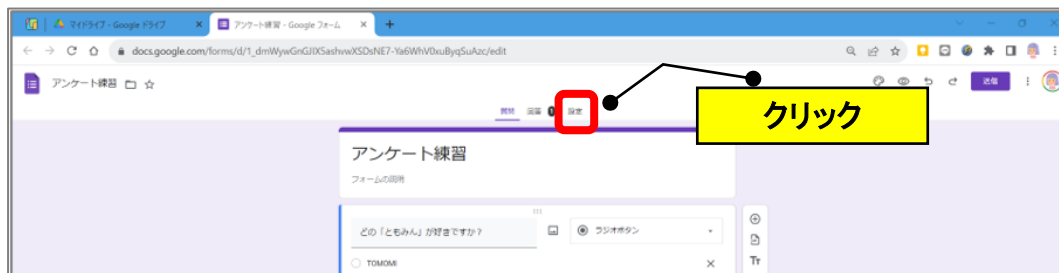 マイドライブ - Google ドライブ
アンケート練習 - Google フォーム
docs.google.com/forms/d/1_dmWywGnGJIXSashvwXSDsNE7-Ya6WhV0xuByqSuAzc/edit
アンケート練習
送信
質問 回答 1 設定
クリック
アンケート練習
フォームの説明
どの「ともみん」が好きですか？
ラジオボタン
TOMOMI
Tт